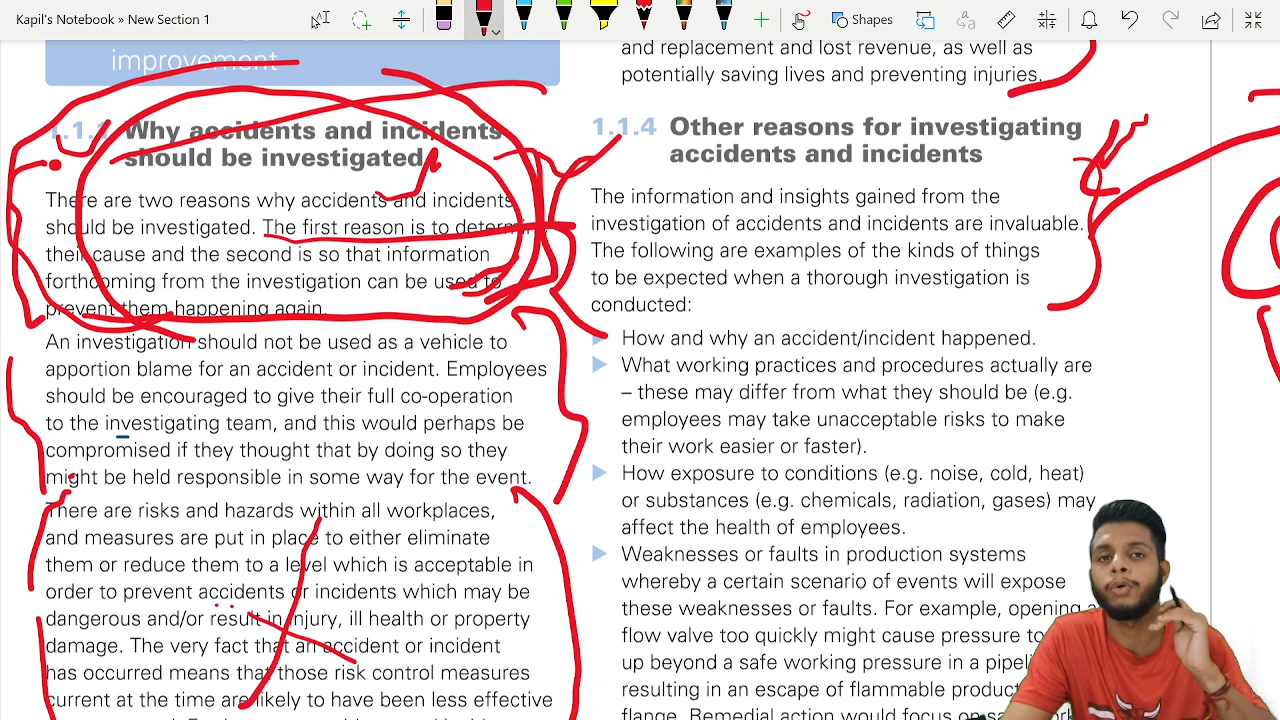 Kapil's Notebook » New Section 1
Shapes
improvement
1.1.3 Why accidents and incidents
should be investigated
There are two reasons why accidents and incidents
should be investigated. The first reason is to determine
their cause and the second is so that information
forthcoming from the investigation can be used to
prevent them happening again.
An investigation should not be used as a vehicle to
apportion blame for an accident or incident. Employees
should be encouraged to give their full co-operation
to the investigating team, and this would perhaps be
compromised if they thought that by doing so they
might be held responsible in some way for the event.
There are risks and hazards within all workplaces,
and measures are put in place to either eliminate
them or reduce them to a level which is acceptable in
order to prevent accidents or incidents which may be
dangerous and/or result in injury, ill health or property
damage. The very fact that an accident or incident
has occurred means that those risk control measures
current at the time are likely to have been less effective
and replacement and lost revenue, as well as
potentially saving lives and preventing injuries.
1.1.4 Other reasons for investigating
accidents and incidents
The information and insights gained from the
investigation of accidents and incidents are invaluable.
The following are examples of the kinds of things
to be expected when a thorough investigation is
conducted:
How and why an accident/incident happened.
What working practices and procedures actually are
– these may differ from what they should be (e.g.
employees may take unacceptable risks to make
their work easier or faster).
How exposure to conditions (e.g. noise, cold, heat)
or substances (e.g. chemicals, radiation, gases) may
affect the health of employees.
Weaknesses or faults in production systems
whereby a certain scenario of events will expose
these weaknesses or faults. For example, opening a
flow valve too quickly might cause pressure to
up beyond a safe working pressure in a
resulting in an escape of flammable
flange. Remedial action would focus on